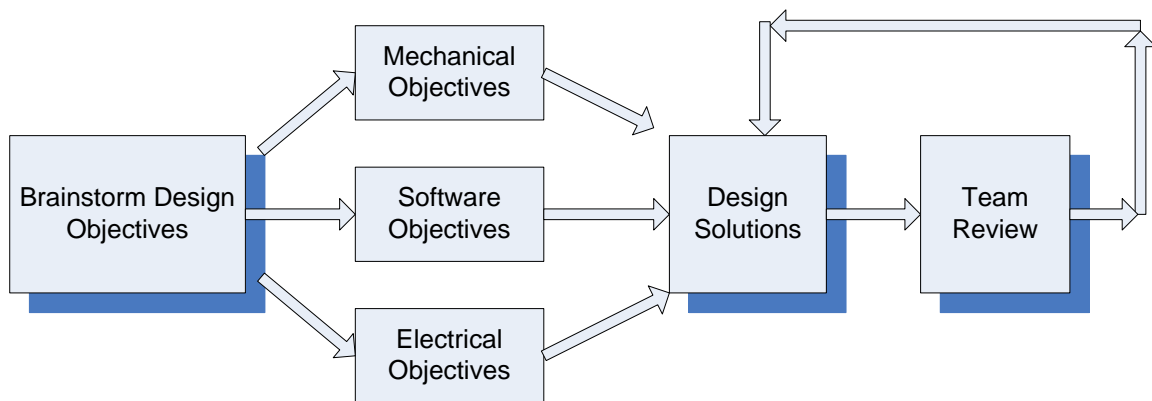 Brainstorm Design
Objectives
Mechanical
Objectives
Software
Objectives
Electrical
Objectives
Design
Solutions
Team
Review